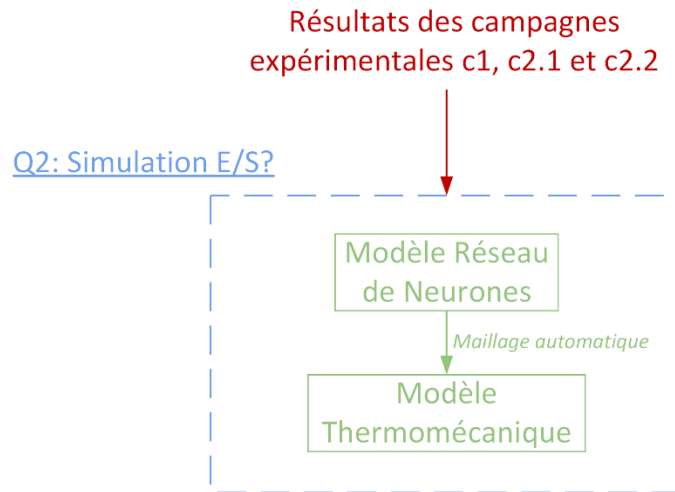 Résultats des campagnes
expérimentales c1, c2.1 et c2.2
Q2: Simulation E/S?
Modèle Réseau
de Neurones
Maillage automatique
Modèle
Thermomécanique